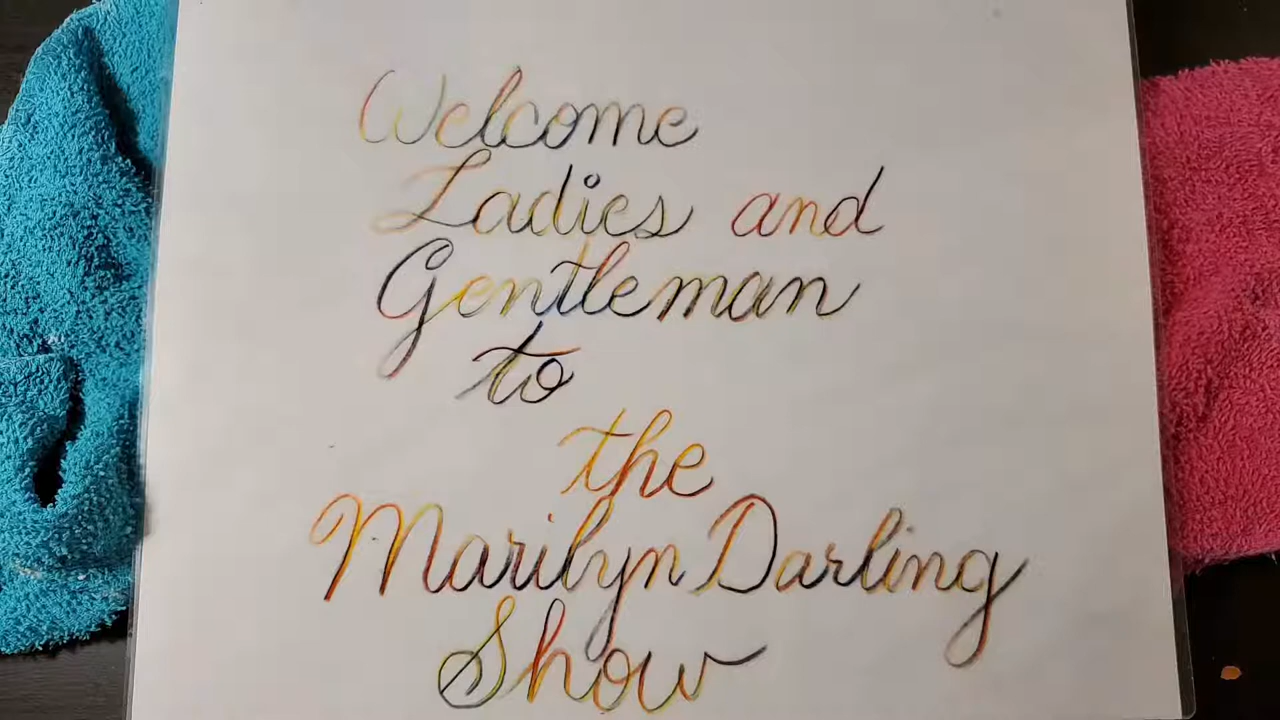 Welcome
Ladies and
Gentleman
to
the
Marilyn Darling
Show